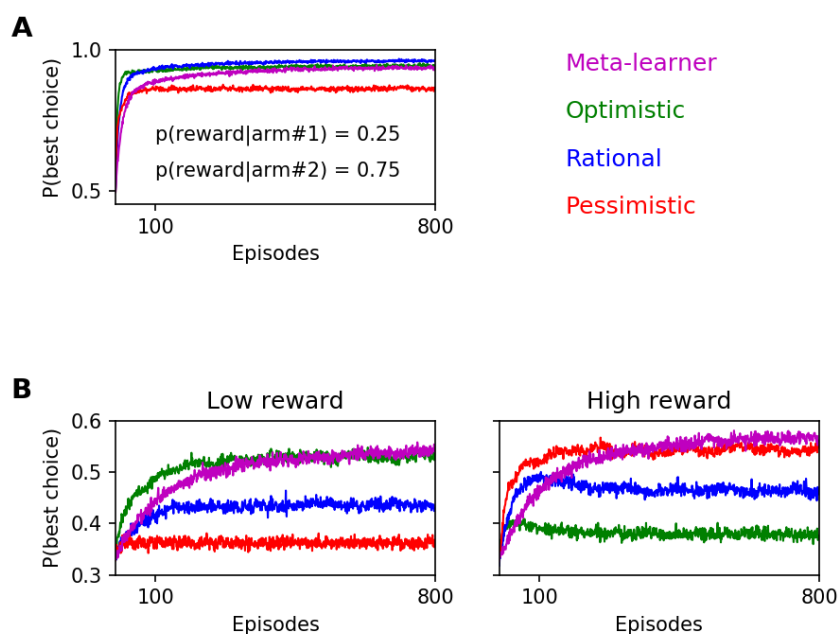 A
1.0
0.5
P(best choice)
p(reward|arm#1) = 0.25
p(reward|arm#2) = 0.75
100
800
Episodes
Meta-learner
Optimistic
Rational
Pessimistic
B
Low reward
0.6
0.5
0.4
0.3
P(best choice)
100
800
Episodes
High reward
100
800
Episodes